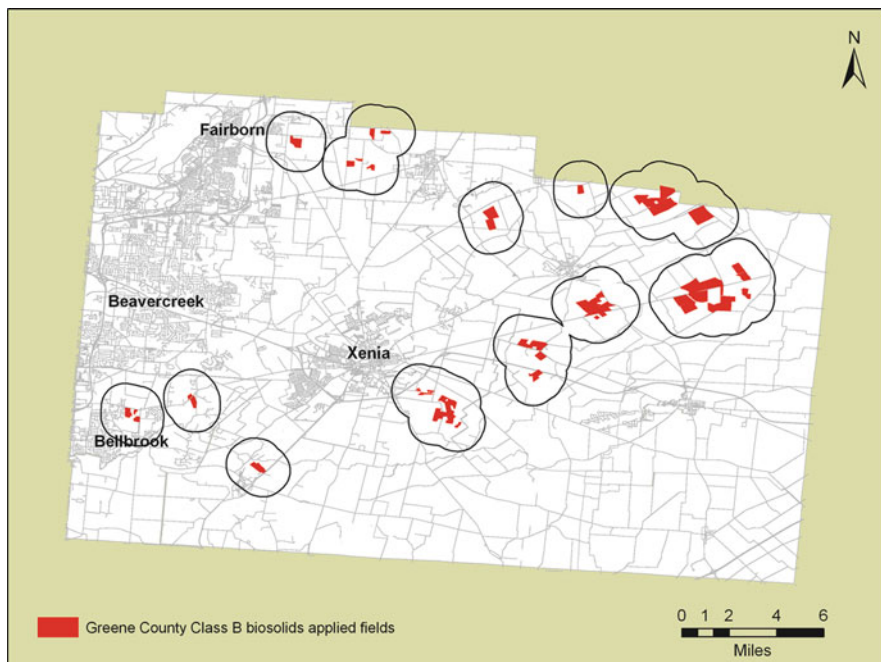 N
Fairborn
Beavercreek
Xenia
Bellbrook
Greene County Class B biosolids applied fields
0 1 2 4 6
Miles